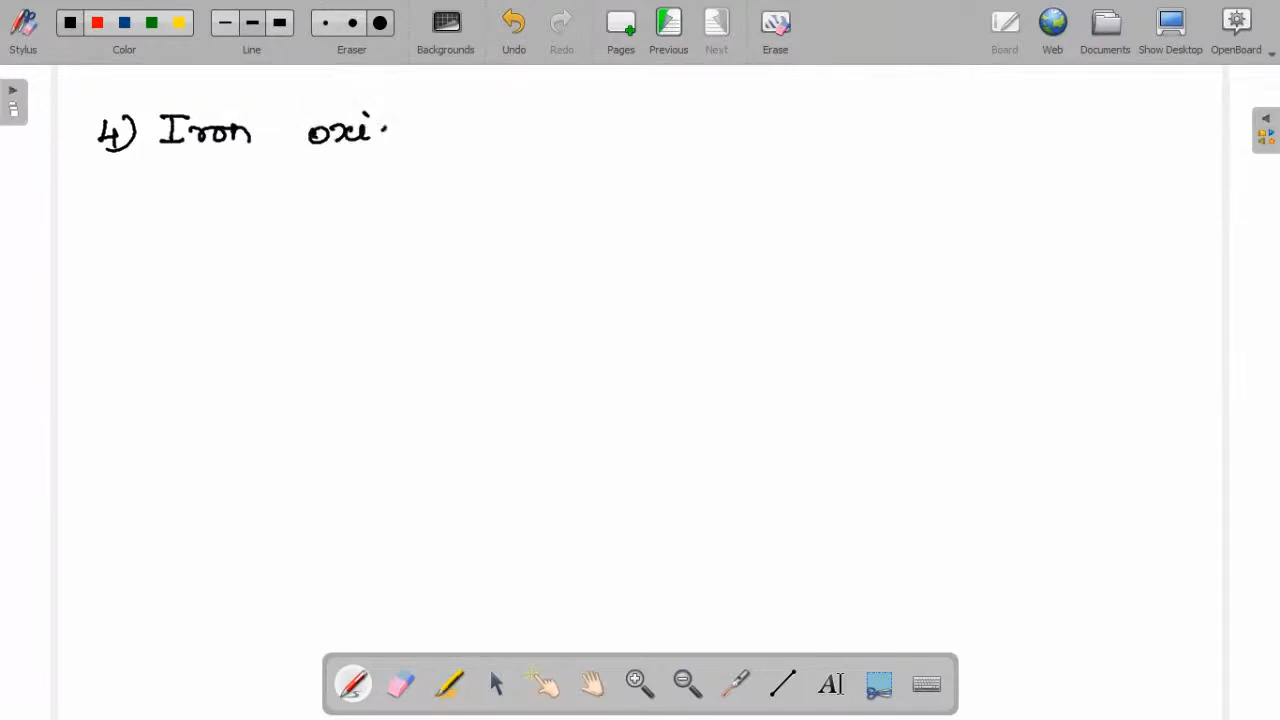 Stylus Color Line Eraser Backgrounds Undo Redo Pages Previous Next Erase Board Web Documents Show Desktop OpenBoard
4) Iron oxi
AI